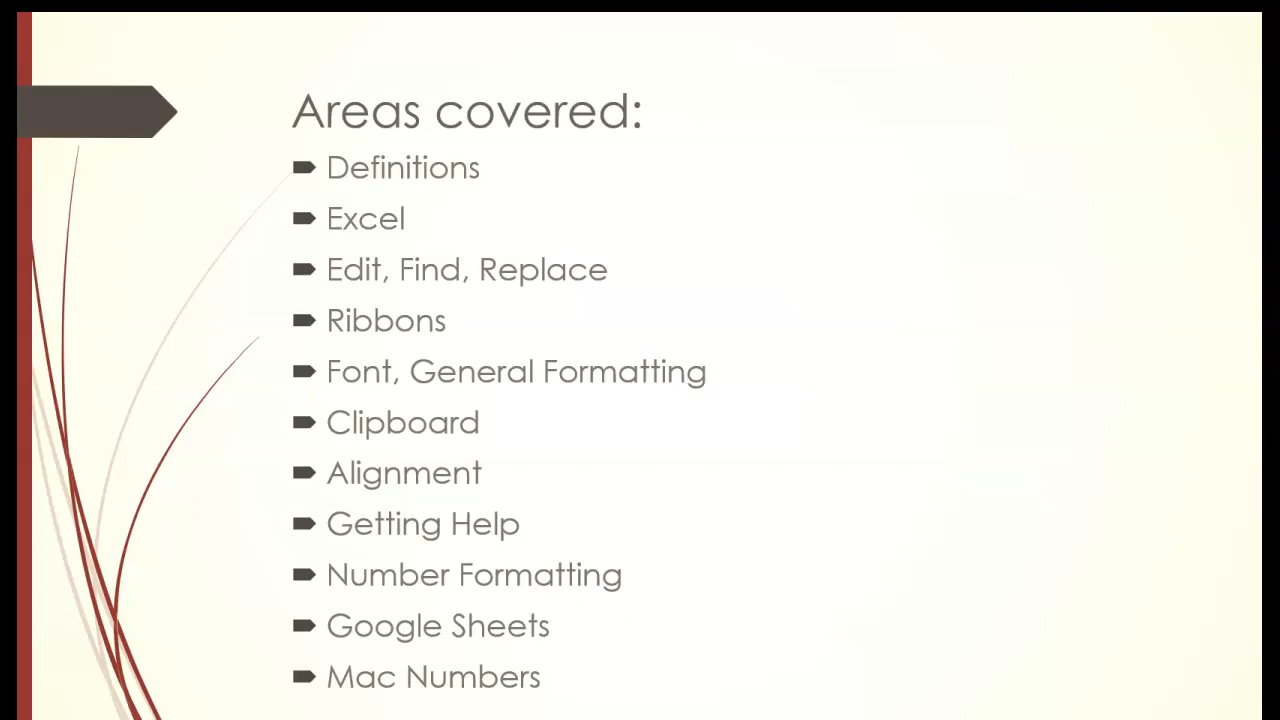 Areas covered:
Definitions
Excel
Edit, Find, Replace
Ribbons
Font, General Formatting
Clipboard
Alignment
Getting Help
Number Formatting
Google Sheets
Mac Numbers